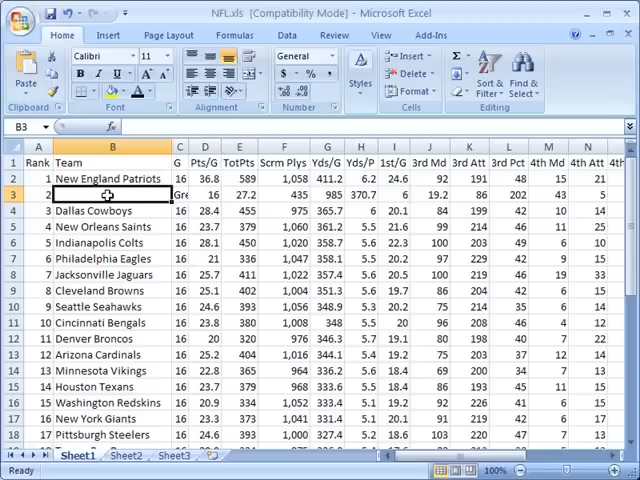 NFL.xls [Compatibility Mode] - Microsoft Excel
Home Insert Page Layout Formulas Data Review View Add-Ins
Calibri 11 General Insert Σ
Paste B I U A A Delete Styles Sort & Find &
$ % , Format Filter Select
Clipboard Font Alignment Number Cells Editing
B3 fx
A B C D E F G H I J K L M N
1 Rank Team G Pts/G TotPts Scrm Plys Yds/G Yds/P 1st/G 3rd Md 3rd Att 3rd Pct 4th Md 4th Att 4th
2 1 New England Patriots 16 36.8 589 1,058 411.2 6.2 24.6 92 191 48 15 21
3 2 Gre 16 27.2 435 985 370.7 6 19.2 86 202 43 5
4 3 Dallas Cowboys 16 28.4 455 975 365.7 6 20.1 84 199 42 10 14
5 4 New Orleans Saints 16 23.7 379 1,060 361.2 5.5 21.6 99 214 46 11 25
6 5 Indianapolis Colts 16 28.1 450 1,020 358.7 5.6 22.3 100 203 49 14 20
7 6 Philadelphia Eagles 16 21 336 1,047 358.1 5.5 20.2 97 229 42 9 15
8 7 Jacksonville Jaguars 16 25.7 411 1,022 357.4 5.6 20.5 100 219 46 19 33
9 8 Cleveland Browns 16 25.1 402 1,004 351.3 5.6 19.7 86 204 42 6 17
10 9 Seattle Seahawks 16 24.6 393 1,056 348.9 5.3 20.2 75 214 35 6 14
11 10 Cincinnati Bengals 16 23.8 380 1,008 348 5.5 20 96 208 46 4 12
12 11 Denver Broncos 16 20 320 976 346.3 5.7 19.1 80 198 40 7 12
13 12 Arizona Cardinals 16 25.2 404 1,016 344.1 5.4 19.2 75 203 37 12 14
14 13 Minnesota Vikings 16 22.8 365 964 336.2 5.6 18.4 69 200 34 7 13
15 14 Houston Texans 16 23.7 379 968 333.6 5.5 18.6 86 193 45 11 15
16 15 Washington Redskins 16 20.9 334 1,052 333.4 5.1 19.2 92 226 41 6 15
17 16 New York Giants 16 23.3 373 1,041 331.4 5.1 20.1 91 219 42 6 17
18 17 Pittsburgh Steelers 16 24.6 393 1,000 327.4 5.2 18.6 103 213 48 7 13
Sheet1 Sheet2 Sheet3
Ready 100%